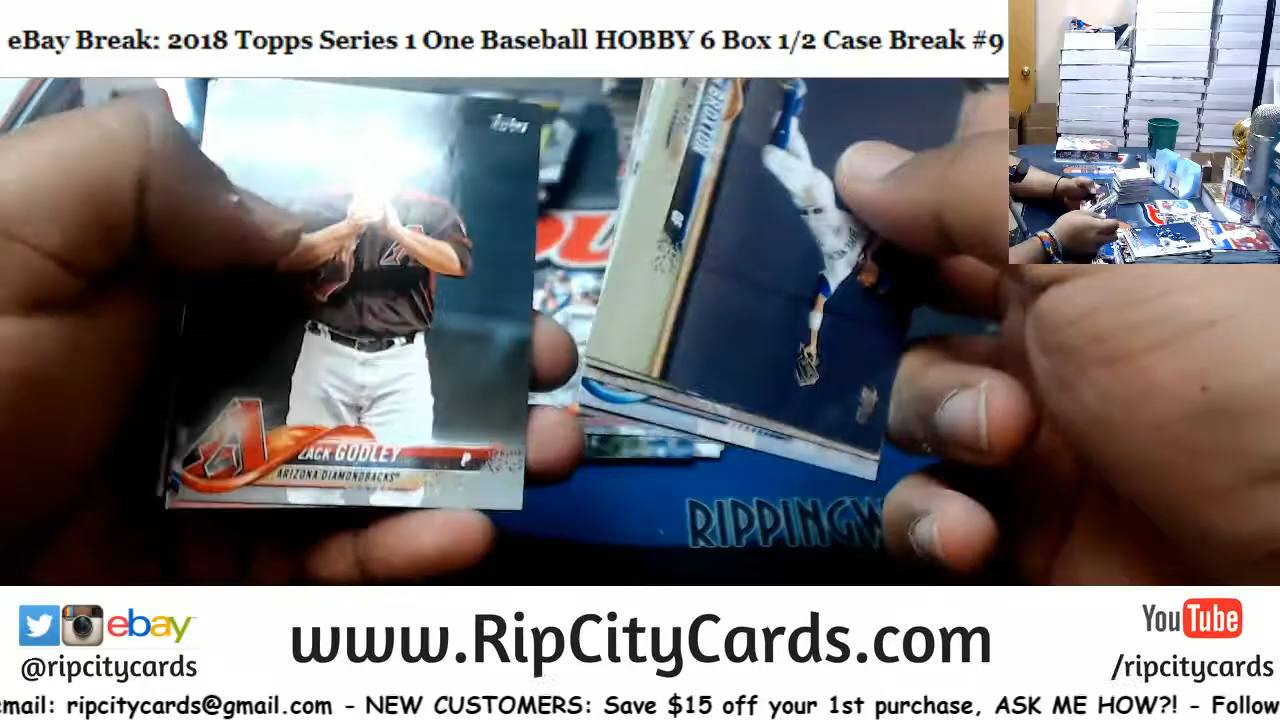 eBay Break: 2018 Topps Series 1 One Baseball HOBBY 6 Box 1/2 Case Break #9
Topps
ZACK GODLEY
P
ARIZONA DIAMONDBACKS
RIPPINGW
ebay
@ripcitycards
www.RipCityCards.com
YouTube
/ripcitycards
email: ripcitycards@gmail.com - NEW CUSTOMERS: Save $15 off your 1st purchase, ASK ME HOW?! - Follow